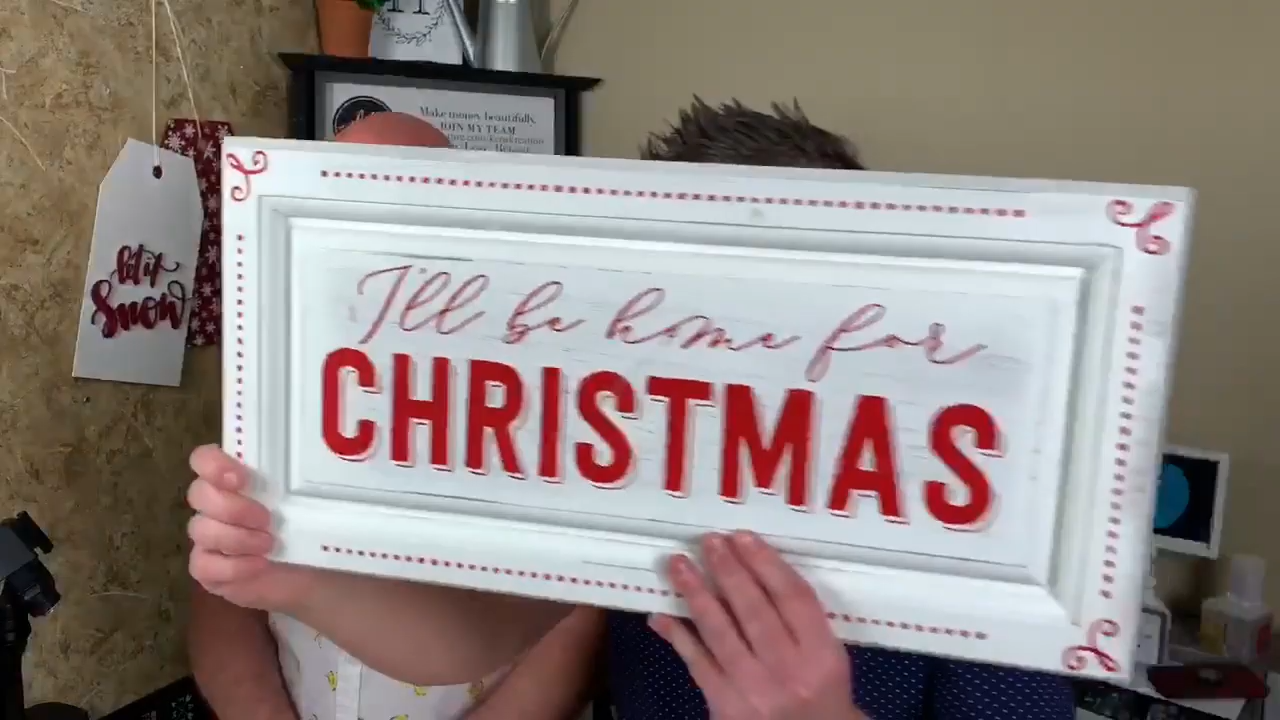 Make money beautifully.
JOIN MY TEAM
let it
Snow
I'll be home for
CHRISTMAS